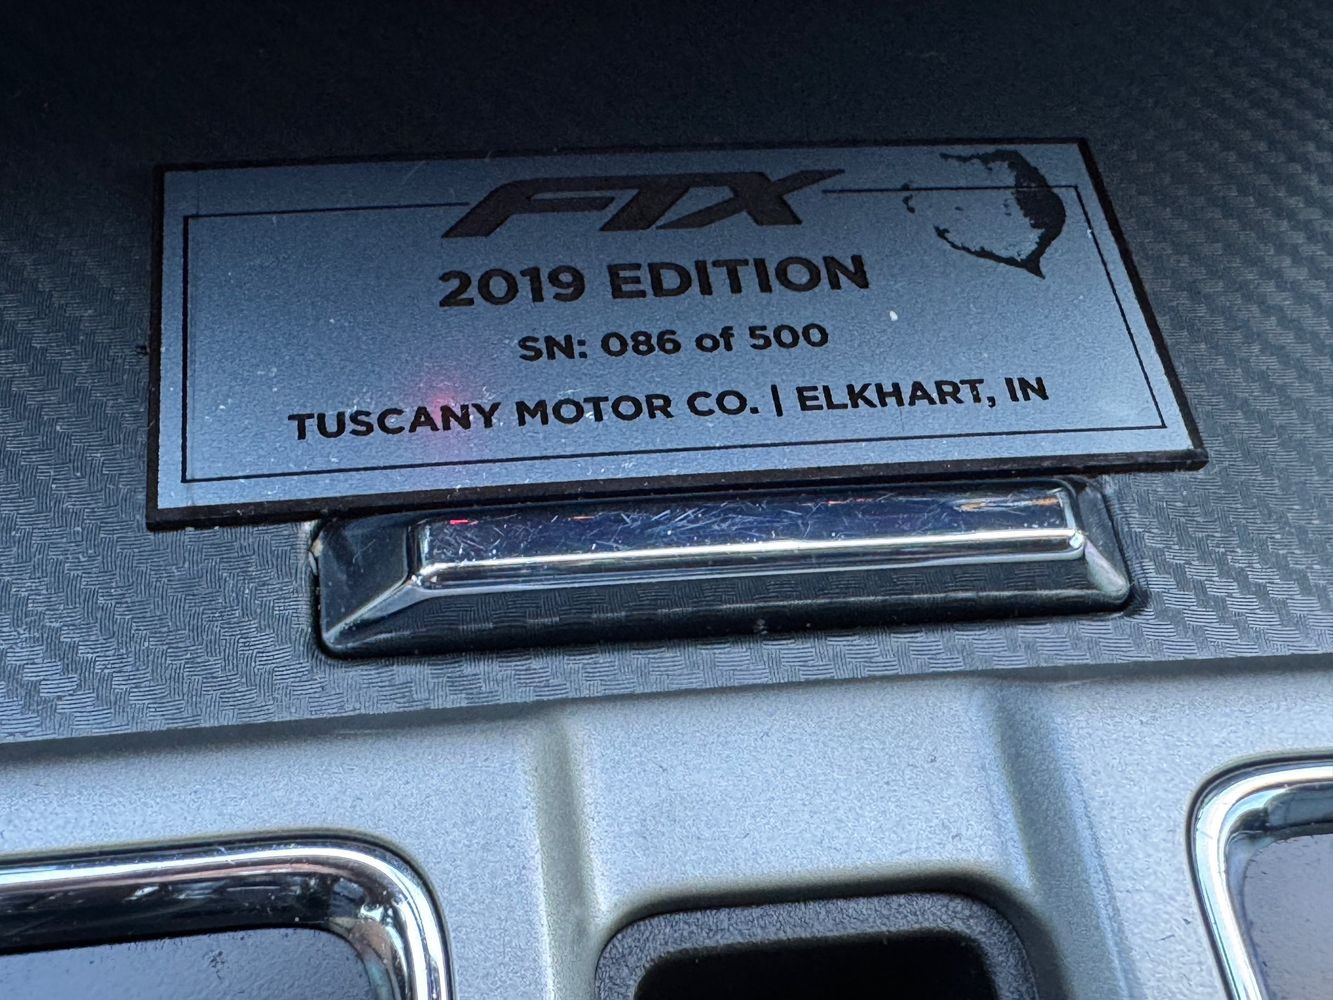 FTX
2019 EDITION
SN: 086 of 500
TUSCANY MOTOR CO. | ELKHART, IN